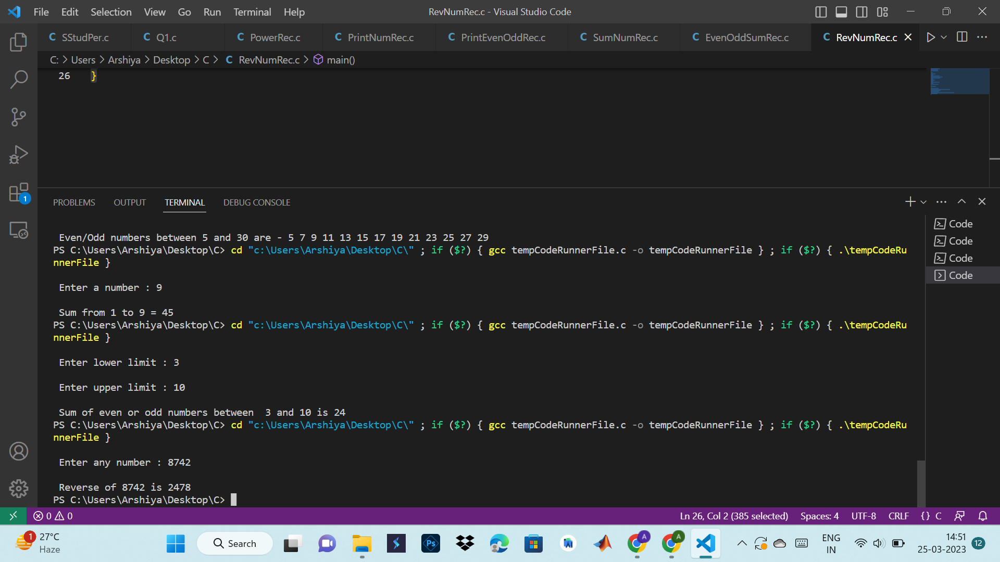 File Edit Selection View Go Run Terminal Help RevNumRec.c - Visual Studio Code
C SStudPer.c C Q1.c C PowerRec.c C PrintNumRec.c C PrintEvenOddRec.c C SumNumRec.c C EvenOddSumRec.c C RevNumRec.c
C: > Users > Arshiya > Desktop > C > C RevNumRec.c > main()
26 }
1
PROBLEMS OUTPUT TERMINAL DEBUG CONSOLE
Even/Odd numbers between 5 and 30 are - 5 7 9 11 13 15 17 19 21 23 25 27 29
PS C:\Users\Arshiya\Desktop\C> cd "c:\Users\Arshiya\Desktop\C\" ; if ($?) { gcc tempCodeRunnerFile.c -o tempCodeRunnerFile } ; if ($?) { .\tempCodeRu
nnerFile }
Enter a number : 9
Sum from 1 to 9 = 45
PS C:\Users\Arshiya\Desktop\C> cd "c:\Users\Arshiya\Desktop\C\" ; if ($?) { gcc tempCodeRunnerFile.c -o tempCodeRunnerFile } ; if ($?) { .\tempCodeRu
nnerFile }
Enter lower limit : 3
Enter upper limit : 10
Sum of even or odd numbers between  3 and 10 is 24
PS C:\Users\Arshiya\Desktop\C> cd "c:\Users\Arshiya\Desktop\C\" ; if ($?) { gcc tempCodeRunnerFile.c -o tempCodeRunnerFile } ; if ($?) { .\tempCodeRu
nnerFile }
Enter any number : 8742
Reverse of 8742 is 2478
PS C:\Users\Arshiya\Desktop\C>
Code
Code
Code
Code
0 0 Ln 26, Col 2 (385 selected) Spaces: 4 UTF-8 CRLF {} C
1 27°C
Haze
Search
Ps
A
A
ENG
IN
14:51
25-03-2023
12